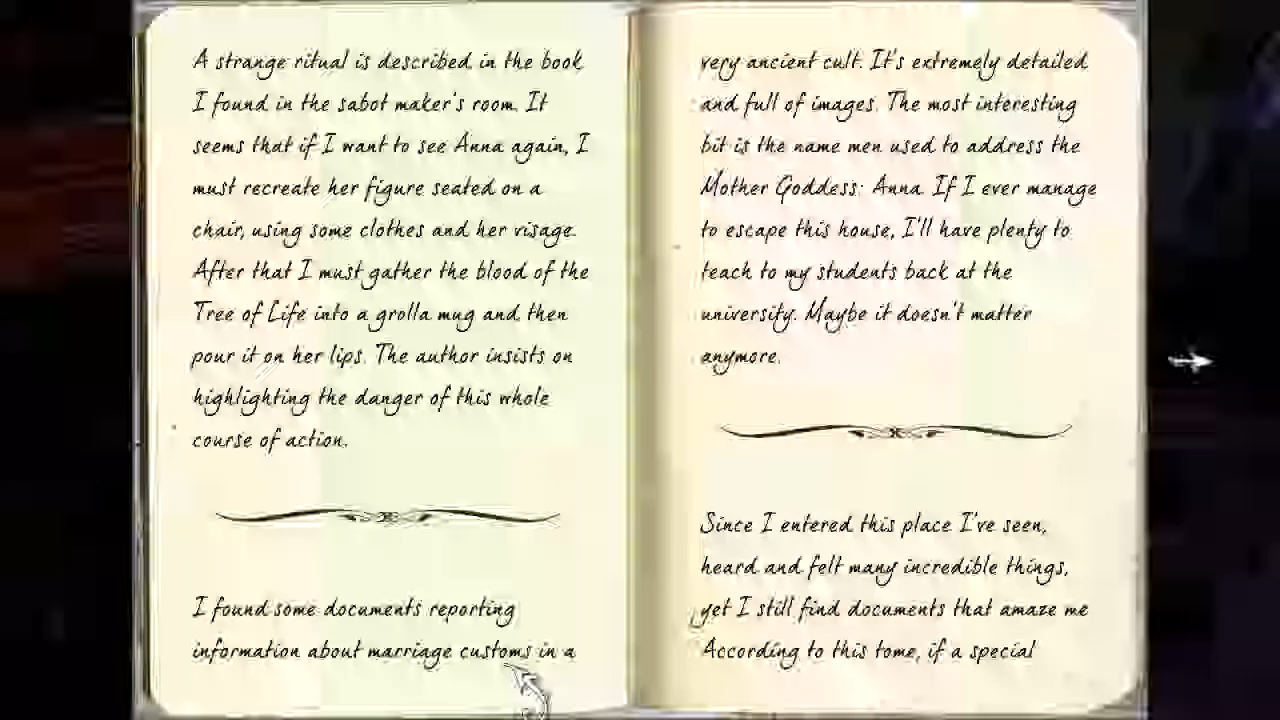 A strange ritual is described in the book
I found in the sabot maker's room. It
seems that if I want to see Anna again, I
must recreate her figure seated on a
chair, using some clothes and her visage.
After that I must gather the blood of the
Tree of Life into a grolla mug and then
pour it on her lips. The author insists on
highlighting the danger of this whole
course of action.
I found some documents reporting
information about marriage customs in a
very ancient cult. It's extremely detailed
and full of images. The most interesting
bit is the name men used to address the
Mother Goddess: Anna. If I ever manage
to escape this house, I'll have plenty to
teach to my students back at the
university. Maybe it doesn't matter
anymore.
Since I entered this place I've seen,
heard and felt many incredible things,
yet I still find documents that amaze me.
According to this tome, if a special